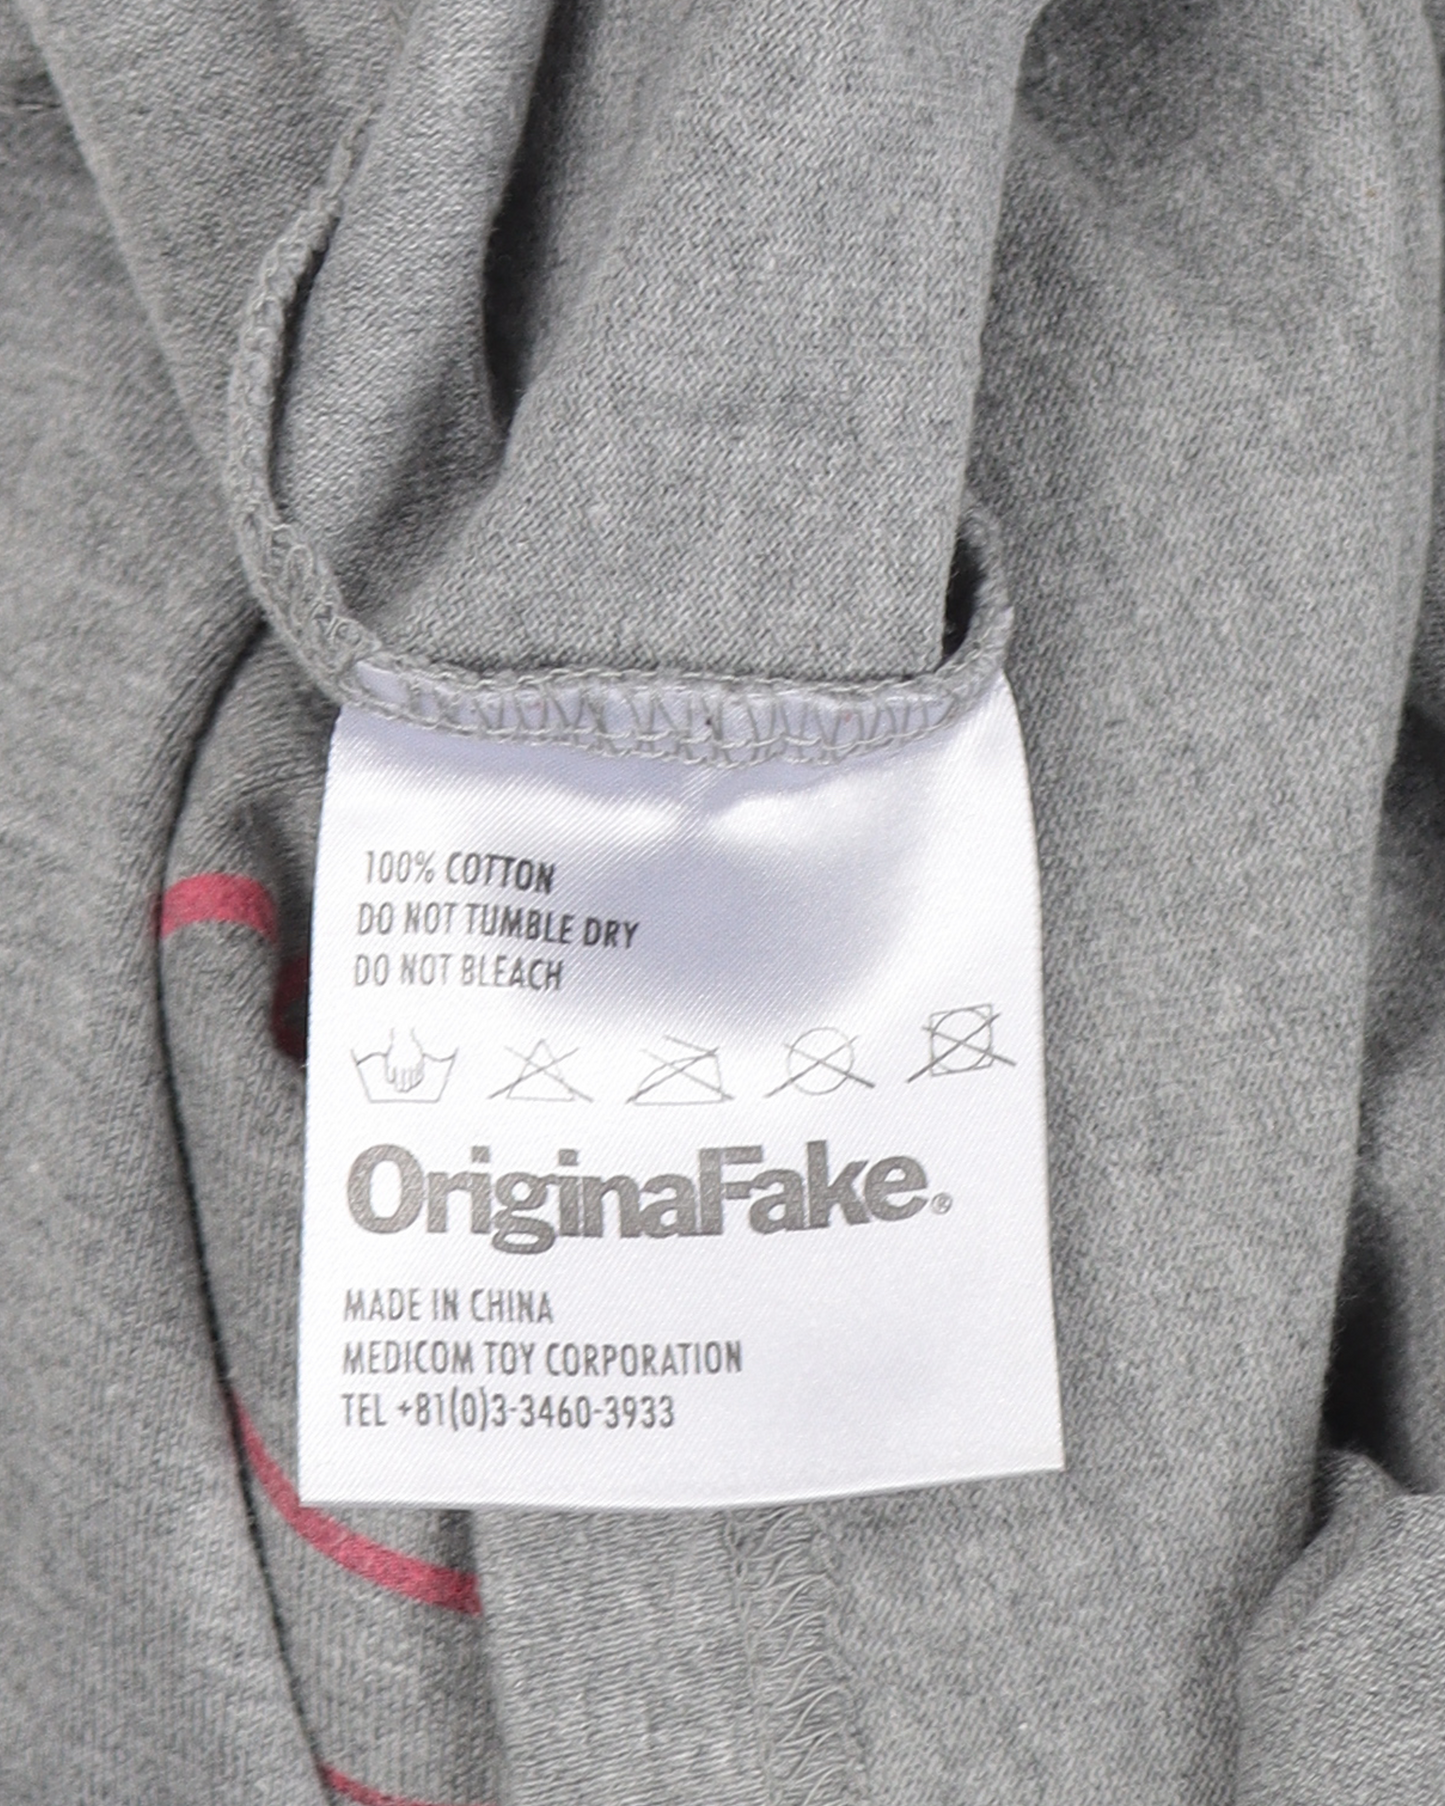 100% COTTON
DO NOT TUMBLE DRY
DO NOT BLEACH
OriginalFake®
MADE IN CHINA
MEDICOM TOY CORPORATION
TEL +81(0)3-3460-3933